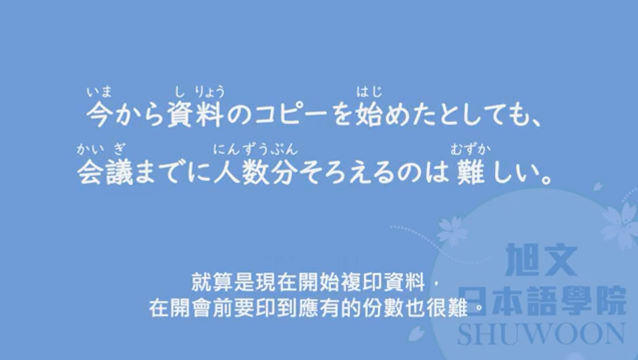 いま しりょう はじ
今から資料のコピーを始めたとしても、
かいぎ にんずうぶん むずか
会議までに人数分そろえるのは難しい。
就算是現在開始複印資料，
在開會前要印到應有的份數也很難。
旭文
日本語學院
SHUWOON